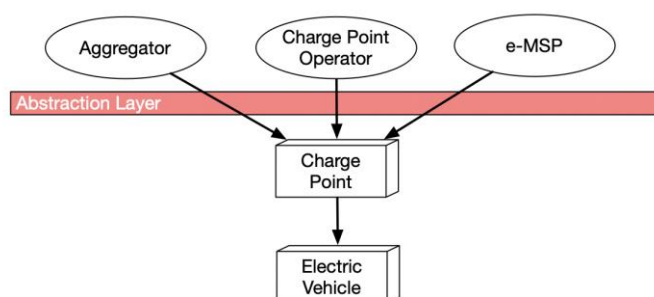 Aggregator
Charge Point
Operator
e-MSP
Abstraction Layer
Charge
Point
Electric
Vehicle